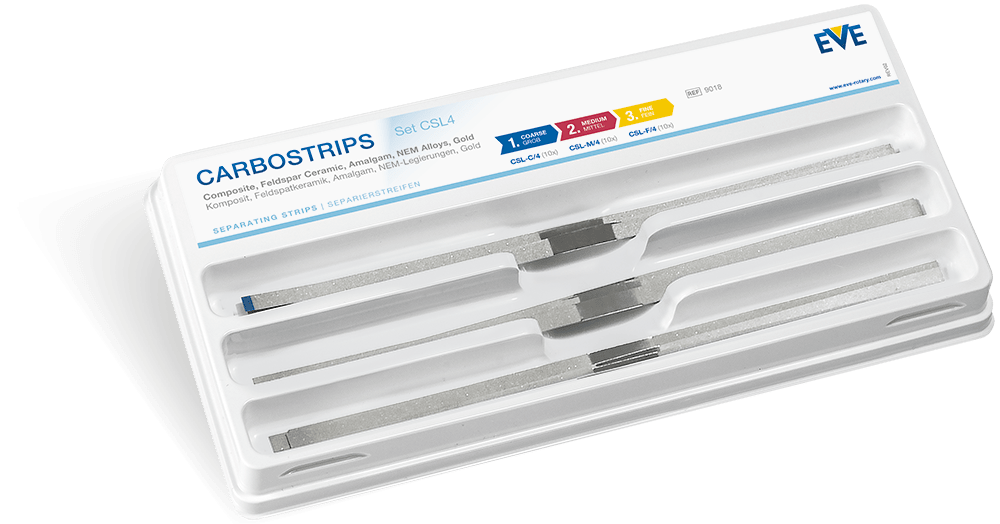 EVE
www.eve-rotary.com
CARBOSTRIPS Set CSL4
Composite, Feldspar Ceramic, Amalgam, NEM Alloys, Gold
Komposit, Feldspatkeramik, Amalgam, NEM-Legierungen, Gold
SEPARATING STRIPS | SEPARIERSTREIFEN
1. COARSE
GROB
CSL-C/4 (10x)
2. MEDIUM
MITTEL
CSL-M/4 (10x)
3. FINE
FEIN
CSL-F/4 (10x)
REF 9018